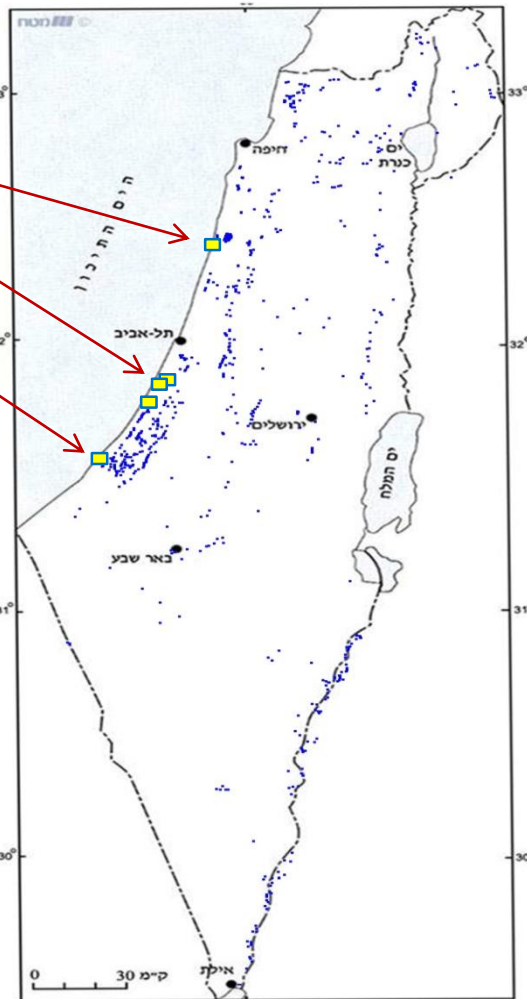 © מטח
33°
חיפה
ים
כנרת
הים התיכון
תל-אביב
32°
ירושלים
ים המלח
באר שבע
31°
30°
אילת
0 30 ק"מ